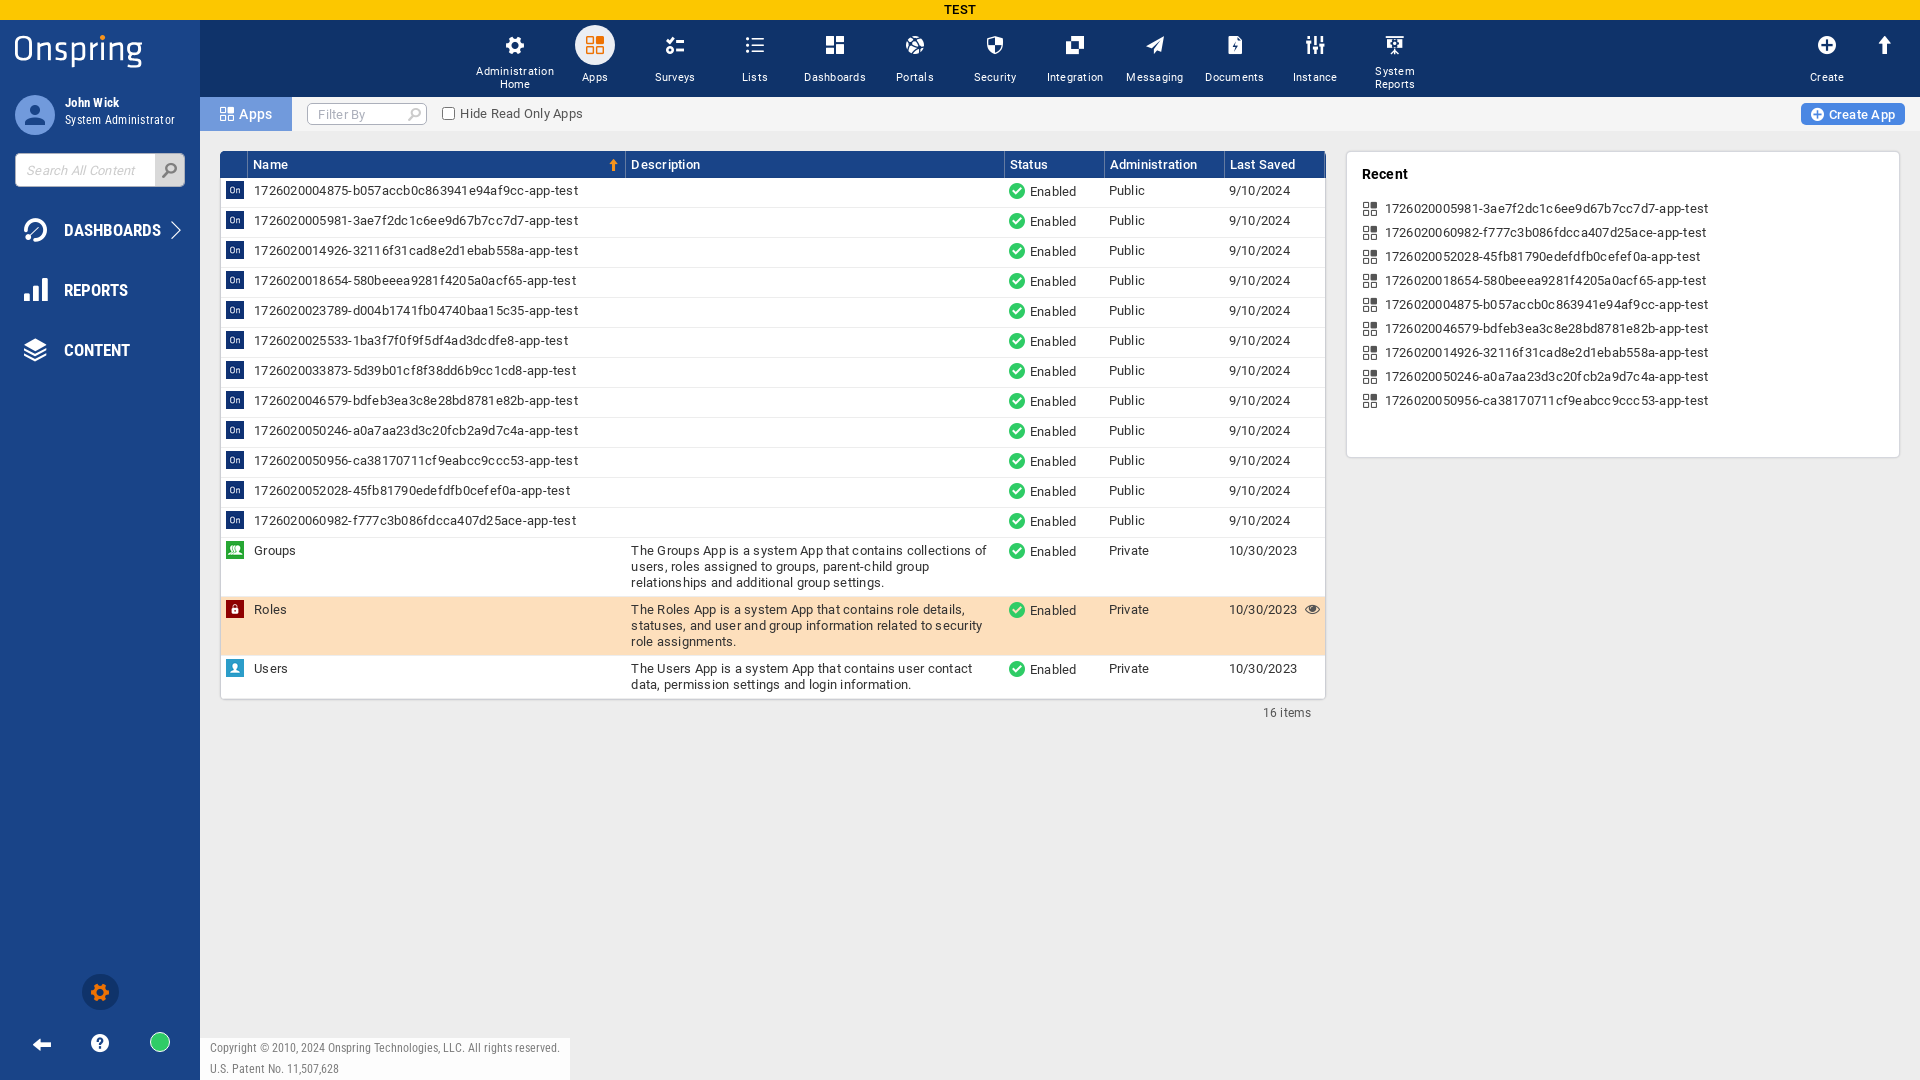 TEST
Onspring
Administration Home
Apps
Surveys
Lists
Dashboards
Portals
Security
Integration
Messaging
Documents
Instance
System Reports
Create
John Wick
System Administrator
Search All Content
DASHBOARDS
REPORTS
CONTENT
Apps
Filter By
Hide Read Only Apps
Create App
Name Description Status Administration Last Saved
On 1726020004875-b057accb0c863941e94af9cc-app-test Enabled Public 9/10/2024
On 1726020005981-3ae7f2dc1c6ee9d67b7cc7d7-app-test Enabled Public 9/10/2024
On 1726020014926-32116f31cad8e2d1ebab558a-app-test Enabled Public 9/10/2024
On 1726020018654-580beeea9281f4205a0acf65-app-test Enabled Public 9/10/2024
On 1726020023789-d004b1741fb04740baa15c35-app-test Enabled Public 9/10/2024
On 1726020025533-1ba3f7f0f9f5df4ad3dcdfe8-app-test Enabled Public 9/10/2024
On 1726020033873-5d39b01cf8f38dd6b9cc1cd8-app-test Enabled Public 9/10/2024
On 1726020046579-bdfeb3ea3c8e28bd8781e82b-app-test Enabled Public 9/10/2024
On 1726020050246-a0a7aa23d3c20fcb2a9d7c4a-app-test Enabled Public 9/10/2024
On 1726020050956-ca38170711cf9eabcc9ccc53-app-test Enabled Public 9/10/2024
On 1726020052028-45fb81790edefdfb0cefef0a-app-test Enabled Public 9/10/2024
On 1726020060982-f777c3b086fdcca407d25ace-app-test Enabled Public 9/10/2024
Groups The Groups App is a system App that contains collections of Enabled Private 10/30/2023
users, roles assigned to groups, parent-child group
relationships and additional group settings.
Roles The Roles App is a system App that contains role details, Enabled Private 10/30/2023
statuses, and user and group information related to security
role assignments.
Users The Users App is a system App that contains user contact Enabled Private 10/30/2023
data, permission settings and login information.
16 items
Recent
1726020005981-3ae7f2dc1c6ee9d67b7cc7d7-app-test
1726020060982-f777c3b086fdcca407d25ace-app-test
1726020052028-45fb81790edefdfb0cefef0a-app-test
1726020018654-580beeea9281f4205a0acf65-app-test
1726020004875-b057accb0c863941e94af9cc-app-test
1726020046579-bdfeb3ea3c8e28bd8781e82b-app-test
1726020014926-32116f31cad8e2d1ebab558a-app-test
1726020050246-a0a7aa23d3c20fcb2a9d7c4a-app-test
1726020050956-ca38170711cf9eabcc9ccc53-app-test
Copyright © 2010, 2024 Onspring Technologies, LLC. All rights reserved.
U.S. Patent No. 11,507,628